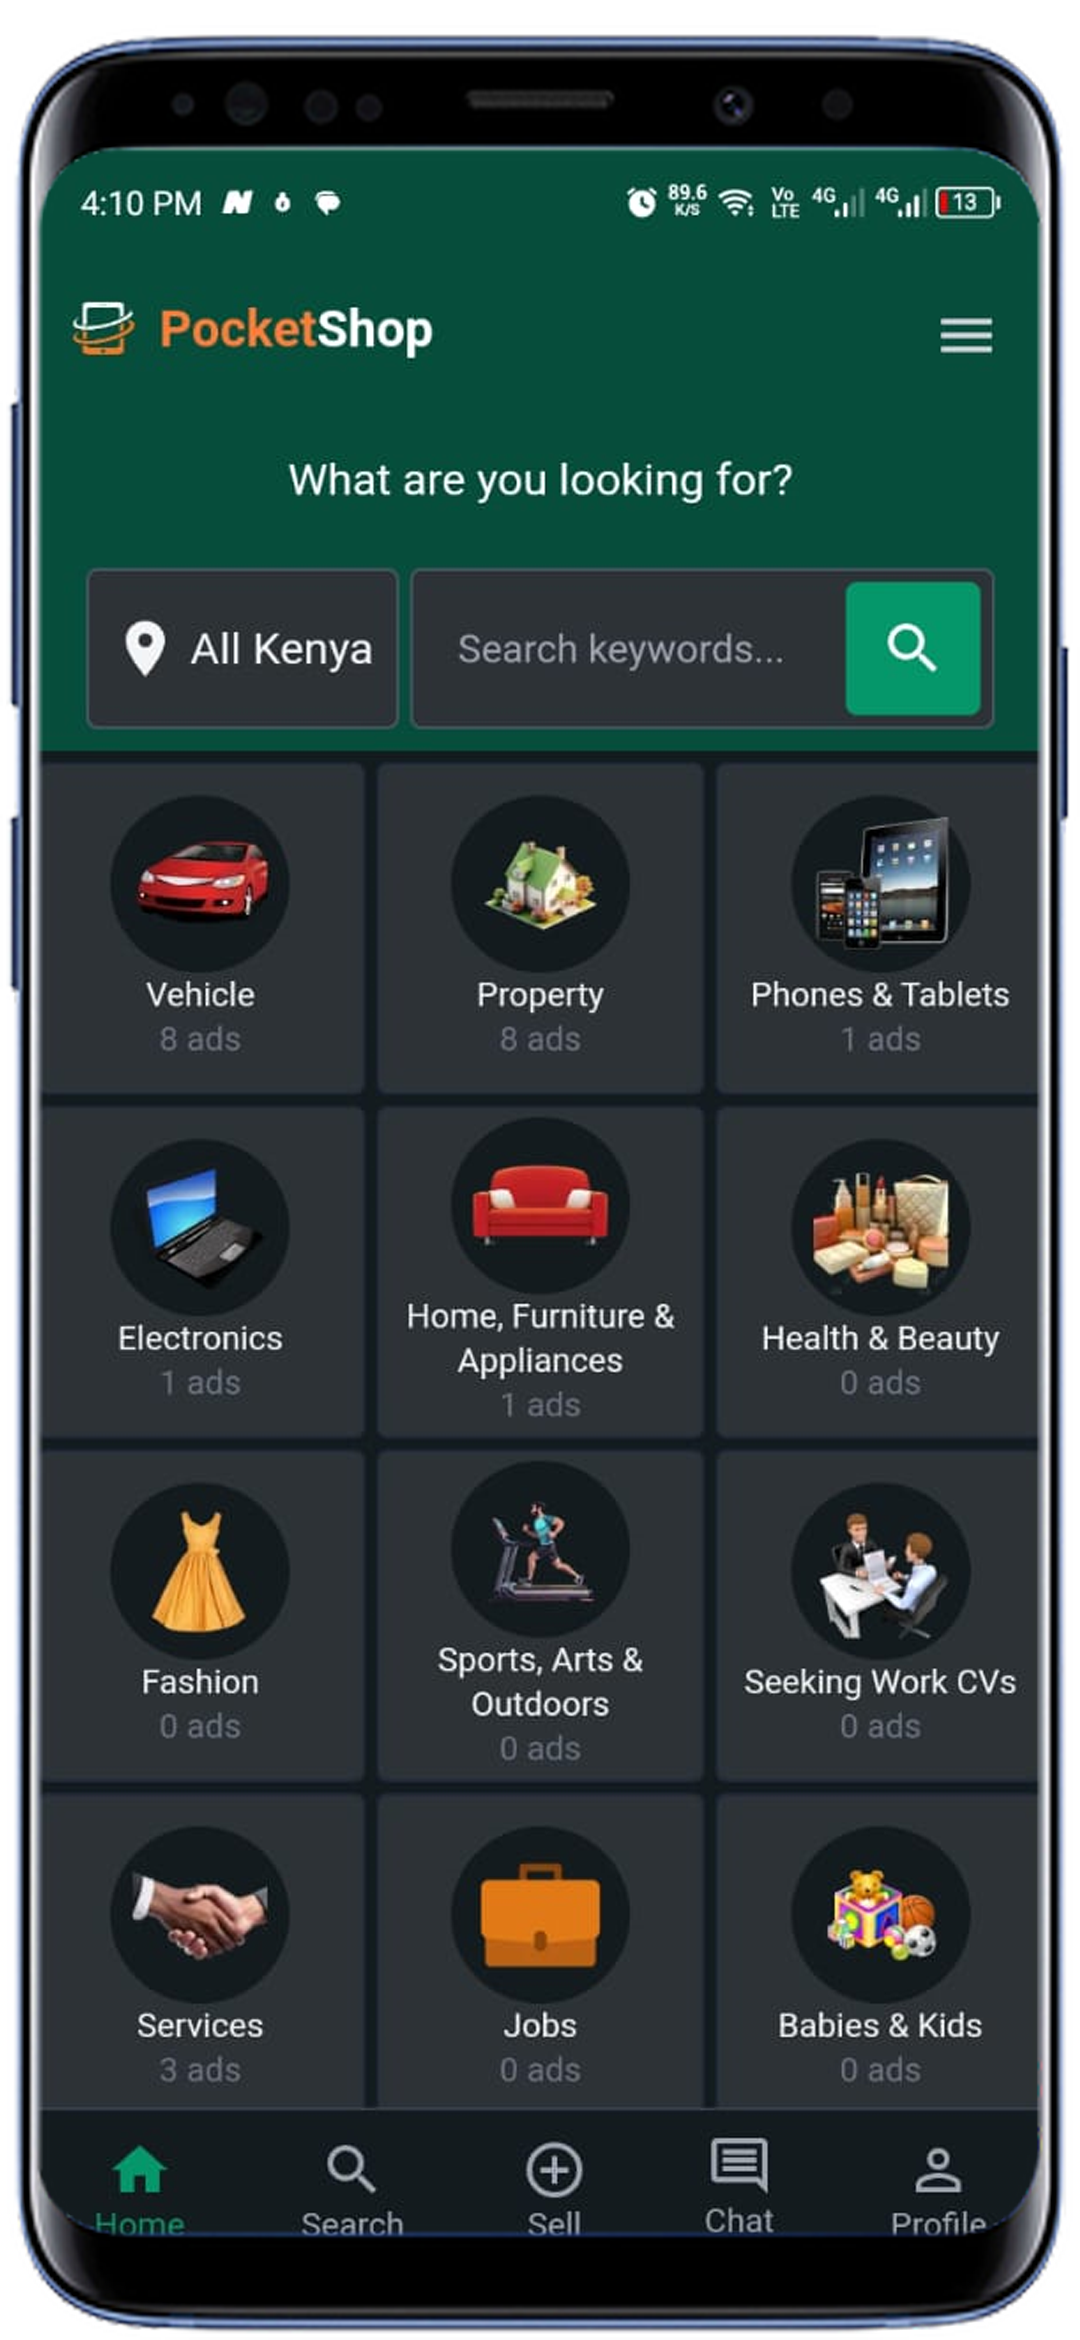 4:10 PM 89.6 K/S Vo LTE 4G 4G 13
PocketShop
What are you looking for?
All Kenya Search keywords...
Vehicle
8 ads
Property
8 ads
Phones & Tablets
1 ads
Electronics
1 ads
Home, Furniture &
Appliances
1 ads
Health & Beauty
0 ads
Fashion
0 ads
Sports, Arts &
Outdoors
0 ads
Seeking Work CVs
0 ads
Services
3 ads
Jobs
0 ads
Babies & Kids
0 ads
Home Search Sell Chat Profile